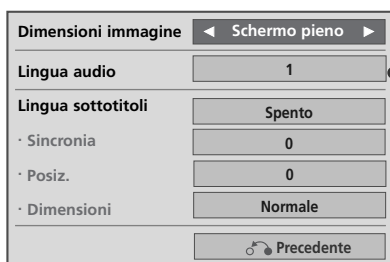 Dimensioni immagine ◄ Schermo pieno ►
Lingua audio 1
Lingua sottotitoli Spento
· Sincronia 0
· Posiz. 0
· Dimensioni Normale
Precedente